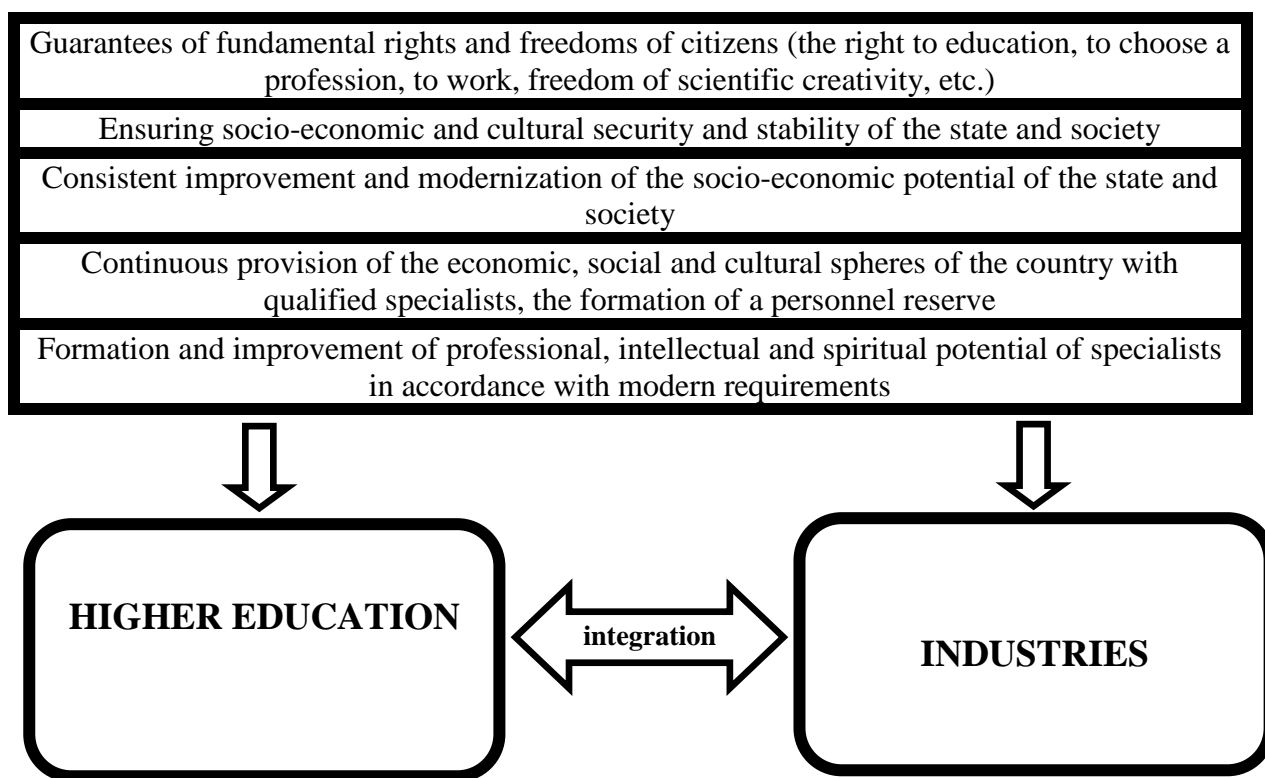 Guarantees of fundamental rights and freedoms of citizens (the right to education, to choose a
profession, to work, freedom of scientific creativity, etc.)
Ensuring socio-economic and cultural security and stability of the state and society
Consistent improvement and modernization of the socio-economic potential of the state and
society
Continuous provision of the economic, social and cultural spheres of the country with
qualified specialists, the formation of a personnel reserve
Formation and improvement of professional, intellectual and spiritual potential of specialists
in accordance with modern requirements
HIGHER EDUCATION
integration
INDUSTRIES